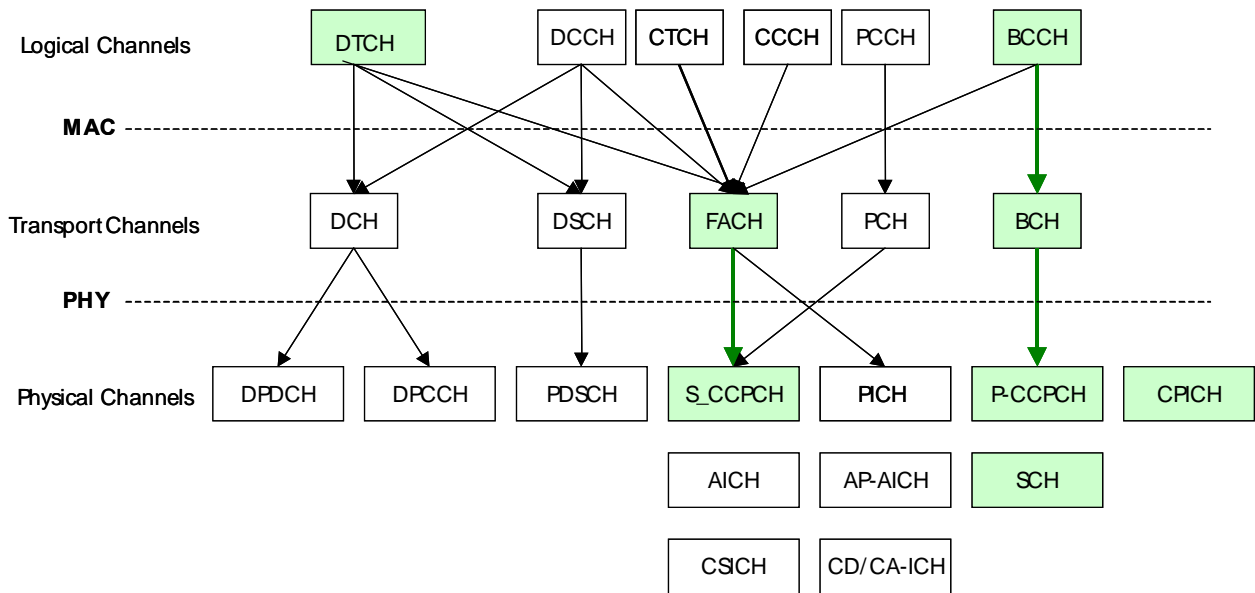 Logical Channels DTCH DCCH CTCH CCCH PCCH BCCH
MAC
Transport Channels DCH DSCH FACH PCH BCH
PHY
Physical Channels DPDCH DPCCH PDSCH S_CCPCH PICH P-CCPCH CPICH
AICH AP-AICH SCH
CSICH CD/CA-ICH